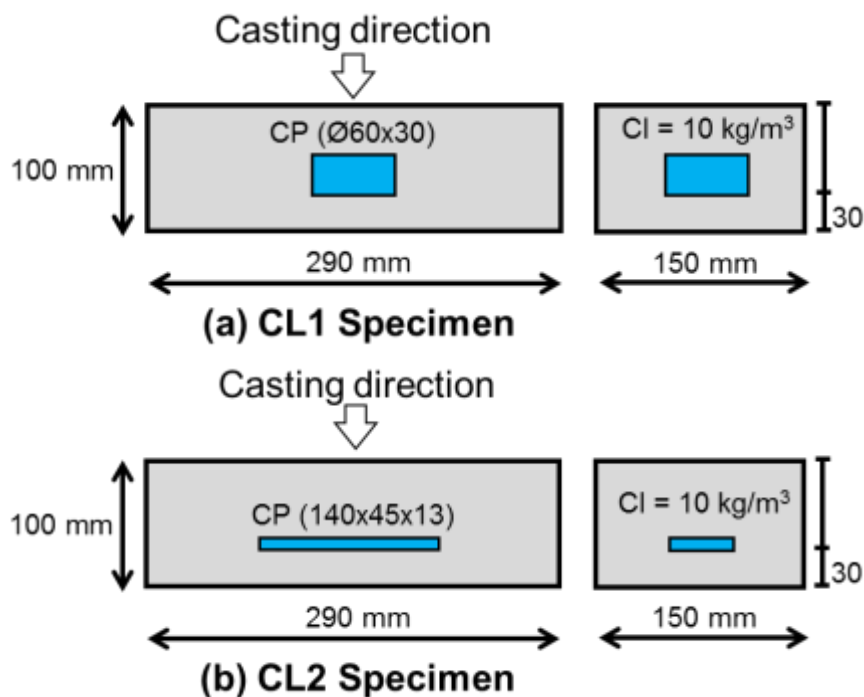 Casting direction
CP (Ø60x30)
Cl = 10 kg/m³
100 mm
30
290 mm
150 mm
(a) CL1 Specimen
Casting direction
CP (140x45x13)
Cl = 10 kg/m³
100 mm
30
290 mm
150 mm
(b) CL2 Specimen